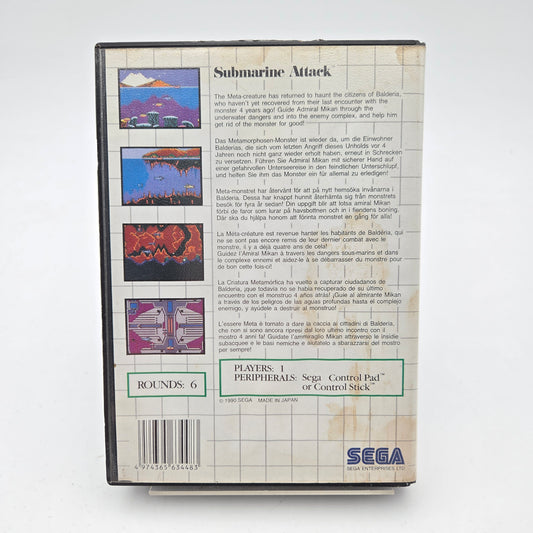 Submarine Attack
The Meta-creature has returned to haunt the citizens of Balderia,
who haven't yet recovered from their last encounter with the
monster 4 years ago! Guide Admiral Mikan through the
underwater dangers and into the enemy complex, and help him
get rid of the monster for good!
Das Metamorphosen-Monster ist wieder da, um die Einwohner
Balderias, die sich vom letzten Angriff dieses Unholds vor 4
Jahren noch nicht ganz erholt haben, erneut in Schrecken
zu versetzen. Führen Sie Admiral Mikan mit sicherer Hand auf
einer gefahrvollen Unterseereise in den feindlichen Unterschlupf,
und helfen Sie ihm das Monster ein für allemal zu erledigen!
Meta-monstret har återvänt för att på nytt hemsöka invånarna i
Balderia. Dessa har knappt hunnit återhämta sig från monstrets
besök för fyra år sedan! Din uppgift blir att lotsa amiral Mikan
förbi de faror som lurar på havsbottnen och in i fiendens boning.
Där ska du hjälpa honom att förinta monstret en gång för alla!
La Méta-créature est revenue hanter les habitants de Baldéria, qui
ne se sont pas encore remis de leur dernier combat avec le
monstre, il y a déjà quatre ans de cela!
Guidez l'Amiral Mikan à travers les dangers sous-marins et dans
le complexe ennemi et aidez-le à se débarrasser du monstre pour
de bon cette fois-ci!
La Criatura Metamórfica ha vuelto a capturar ciudadanos de
Balderia, ¡que todavía no se había recuperado de su último
encuentro con el monstruo 4 años atrás! ¡Guíe al almirante Mikan
a través de los peligros de las aguas profundas hasta el complejo
enemigo, y ayúdele a destruir al monstruo!
L'essere Meta è tornato a dare la caccia ai cittadini di Balderia,
che non si sono ancora ripresi dal loro ultimo incontro con il
mostro 4 anni fa! Guidate l'ammiraglio Mikan attraverso le insidie
subacquee e le basi nemiche e aiutatelo a sbarazzarsi del mostro
per sempre!
ROUNDS: 6
PLAYERS: 1
PERIPHERALS: Sega Control Pad™
or Control Stick™
© 1990 SEGA MADE IN JAPAN
4 974365 634483
SEGA
SEGA ENTERPRISES LTD.